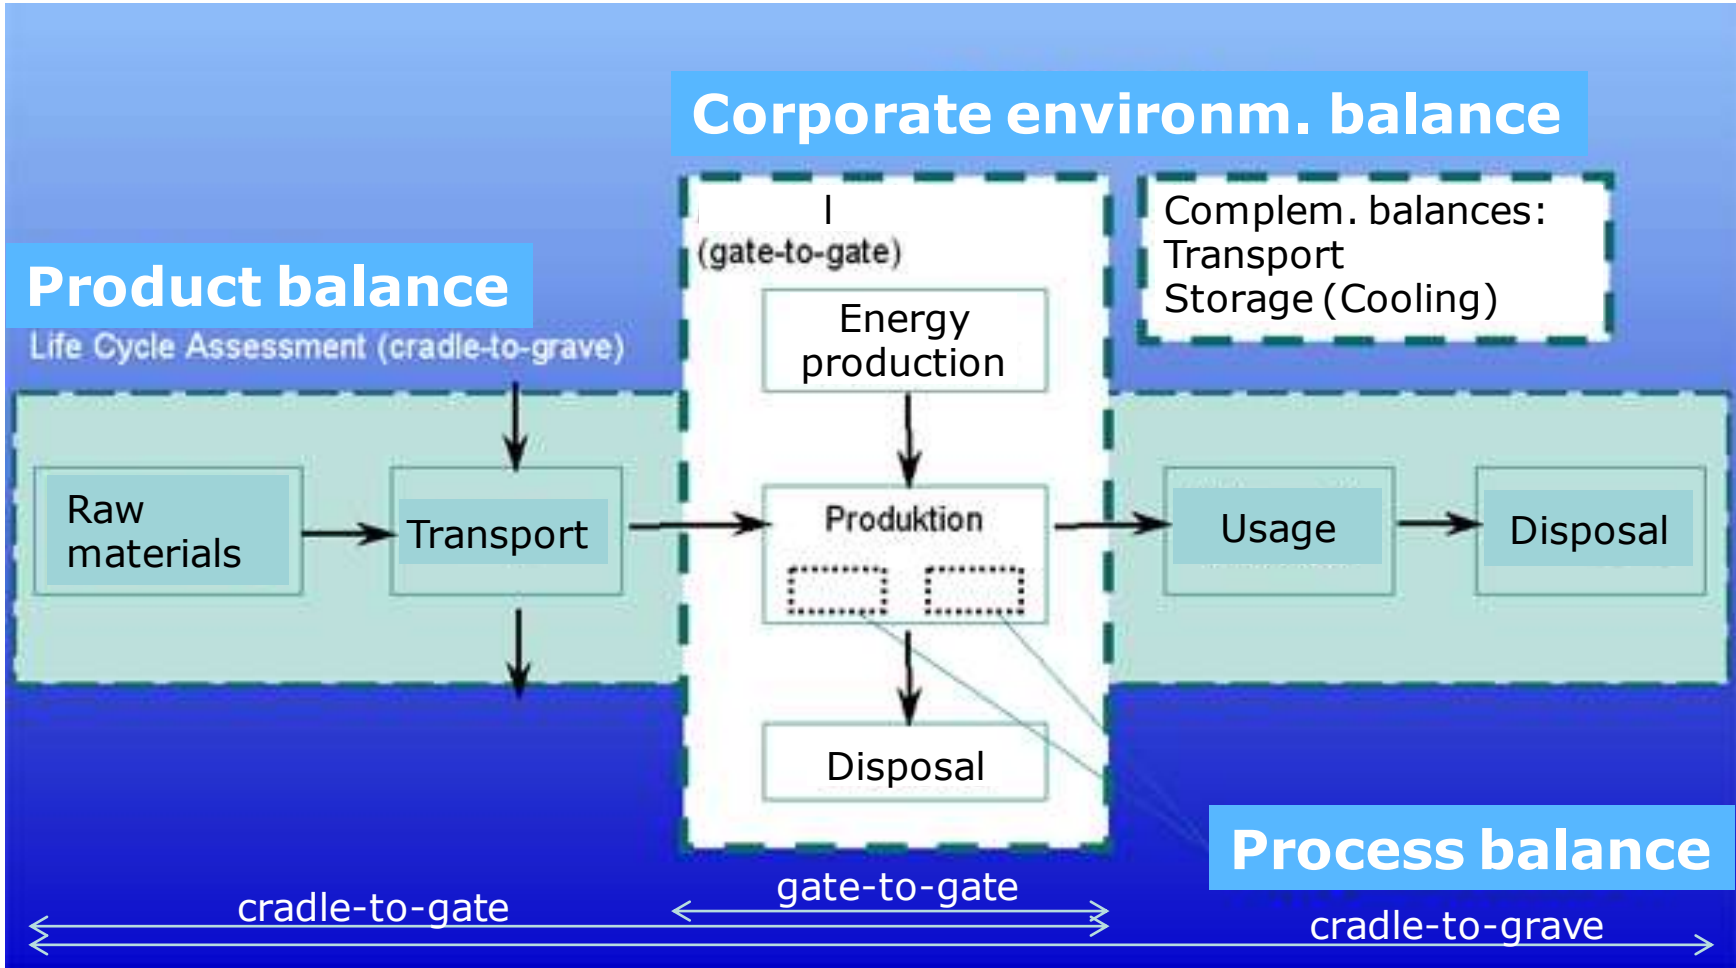 Corporate environm. balance
l
(gate-to-gate)
Complem. balances:
Transport
Storage (Cooling)
Product balance
Life Cycle Assessment (cradle-to-grave)
Energy
production
Raw
materials
Transport
Produktion
Usage
Disposal
Disposal
Process balance
gate-to-gate
cradle-to-gate
cradle-to-grave